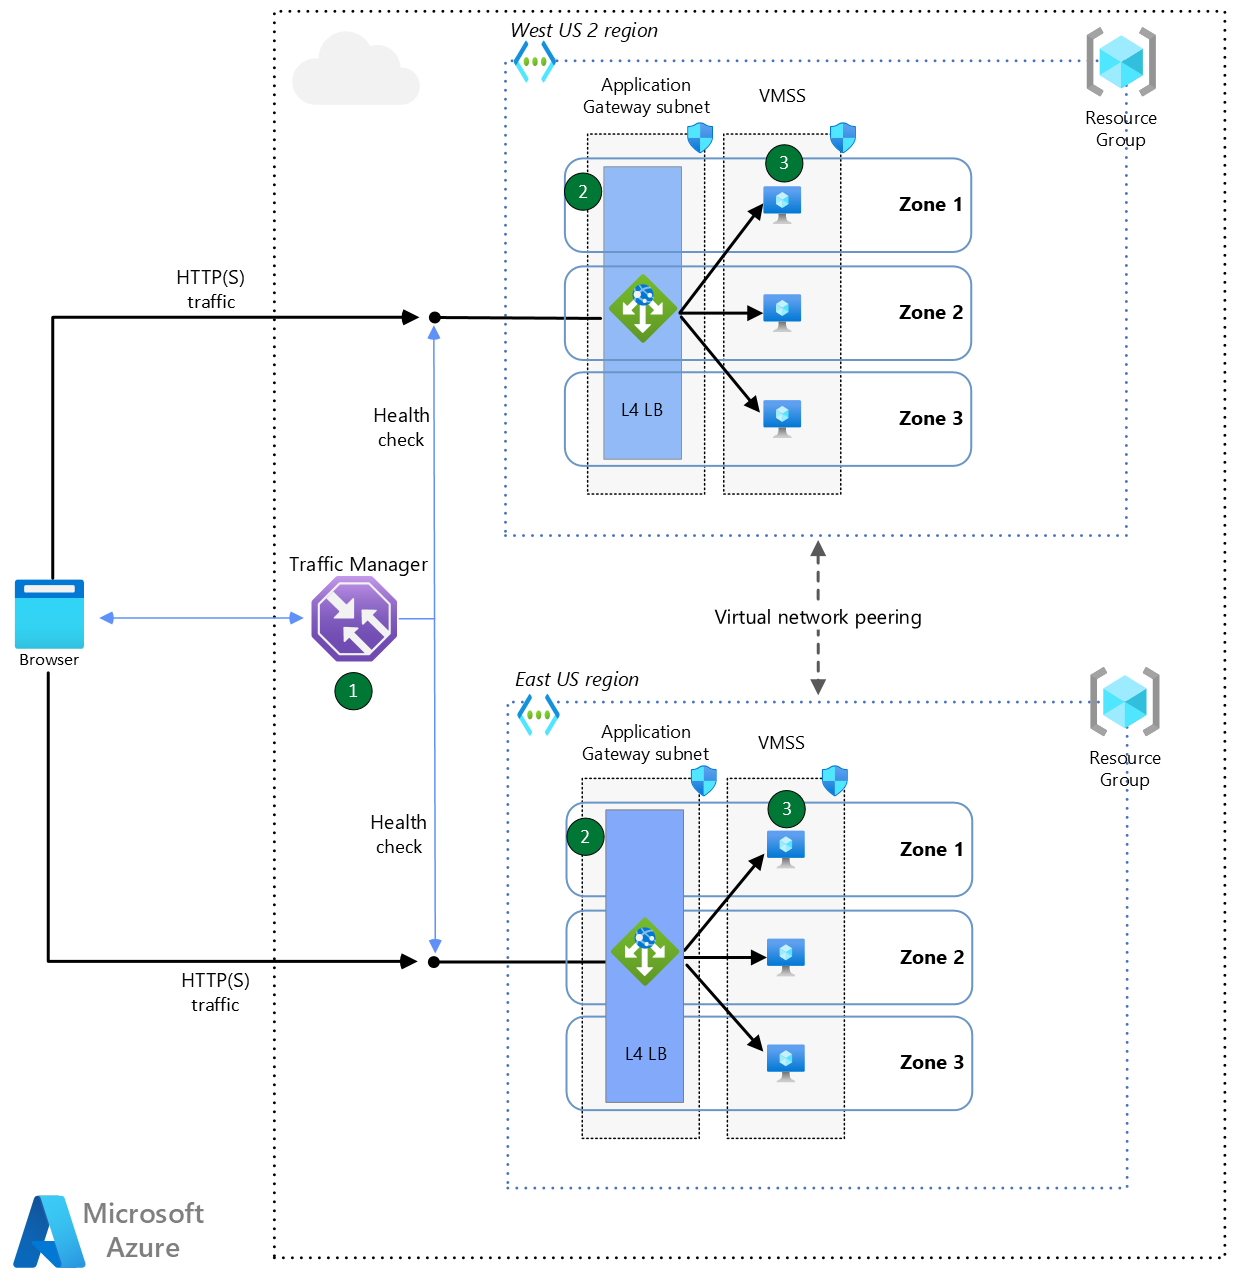 West US 2 region
Application
Gateway subnet
VMSS
Resource
Group
3
2
Zone 1
HTTP(S)
traffic
Zone 2
L4 LB
Health
check
Zone 3
Traffic Manager
Browser
1
Virtual network peering
East US region
Application
Gateway subnet
VMSS
Resource
Group
3
2
Health
check
Zone 1
Zone 2
HTTP(S)
traffic
L4 LB
Zone 3
Microsoft
Azure